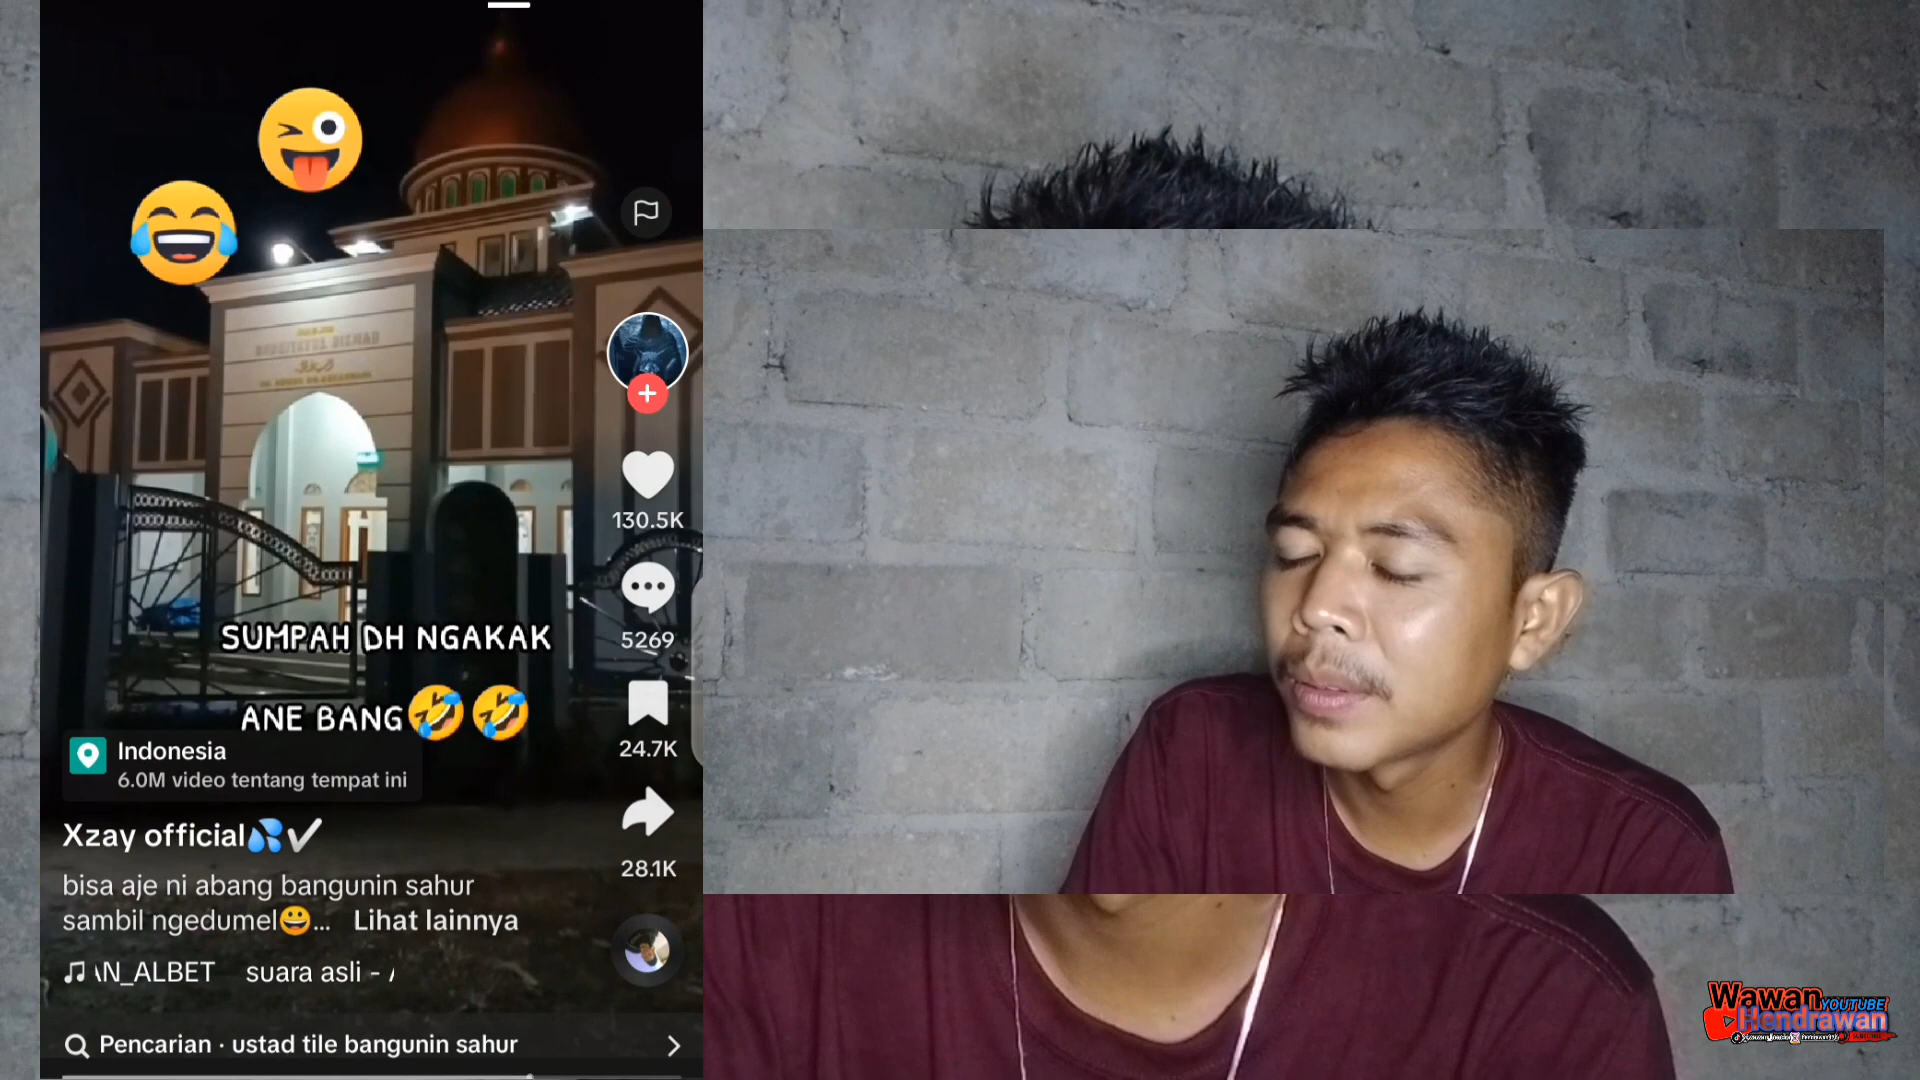 SUMPAH DH NGAKAK
ANE BANG🤣🤣
Indonesia
6.0M video tentang tempat ini
Xzay official💦✔️
bisa aje ni abang bangunin sahur
sambil ngedumel😀... Lihat lainnya
AN_ALBET suara asli -
Pencarian · ustad tile bangunin sahur
130.5K
5269
24.7K
28.1K
Wawan
YOUTUBE
Hendrawan